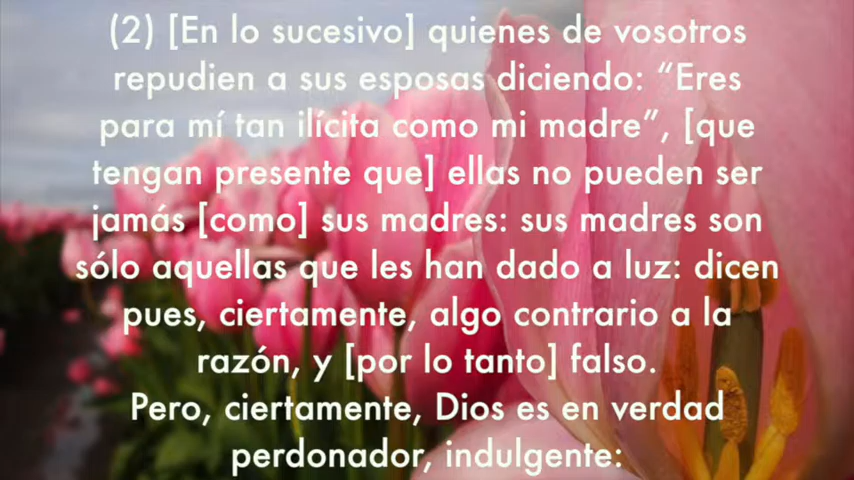 (2) [En lo sucesivo] quienes de vosotros
repudien a sus esposas diciendo: “Eres
para mí tan ilícita como mi madre”, [que
tengan presente que] ellas no pueden ser
jamás [como] sus madres: sus madres son
sólo aquellas que les han dado a luz: dicen
pues, ciertamente, algo contrario a la
razón, y [por lo tanto] falso.
Pero, ciertamente, Dios es en verdad
perdonador, indulgente: